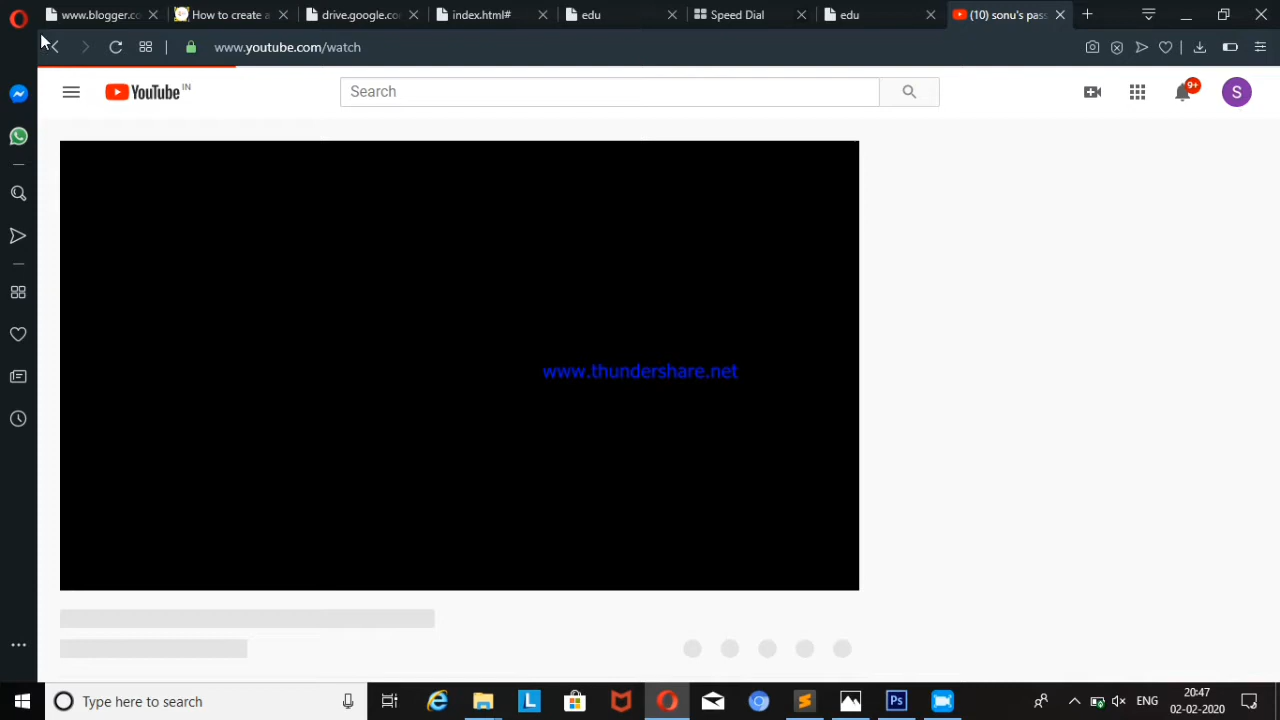 www.blogger.co
How to create a
drive.google.co
index.html#
edu
Speed Dial
edu
(10) sonu's pas
www.youtube.com/watch
YouTube IN
Search
9+
S
www.thundershare.net
Type here to search
L
Ps
ENG
20:47
02-02-2020